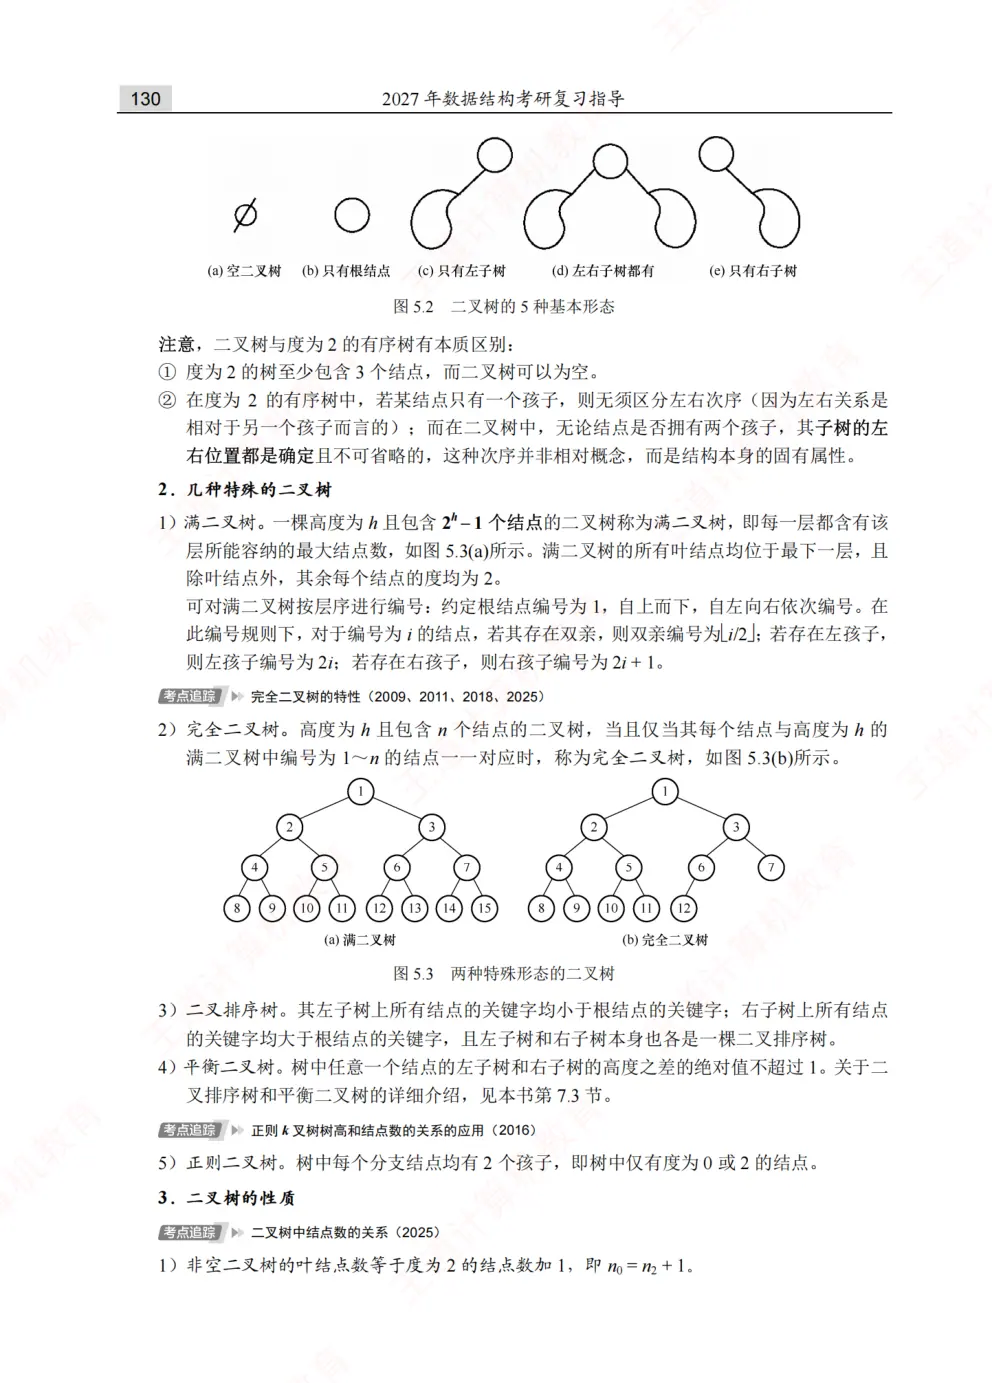 130
2027 年数据结构考研复习指导
(a) 空二叉树 (b) 只有根结点 (c) 只有左子树 (d) 左右子树都有 (e) 只有右子树
图 5.2 二叉树的 5 种基本形态
注意，二叉树与度为 2 的有序树有本质区别：
① 度为 2 的树至少包含 3 个结点，而二叉树可以为空。
② 在度为 2 的有序树中，若某结点只有一个孩子，则无须区分左右次序（因为左右关系是
相对于另一个孩子而言的）；而在二叉树中，无论结点是否拥有两个孩子，其子树的左
右位置都是确定且不可省略的，这种次序并非相对概念，而是结构本身的固有属性。
2．几种特殊的二叉树
1）满二叉树。一棵高度为 h 且包含 2^h – 1 个结点的二叉树称为满二叉树，即每一层都含有该
层所能容纳的最大结点数，如图 5.3(a)所示。满二叉树的所有叶结点均位于最下一层，且
除叶结点外，其余每个结点的度均为 2。
可对满二叉树按层序进行编号：约定根结点编号为 1，自上而下，自左向右依次编号。在
此编号规则下，对于编号为 i 的结点，若其存在双亲，则双亲编号为⌊i/2⌋；若存在左孩子，
则左孩子编号为 2i；若存在右孩子，则右孩子编号为 2i + 1。
考点追踪 完全二叉树的特性（2009、2011、2018、2025）
2）完全二叉树。高度为 h 且包含 n 个结点的二叉树，当且仅当其每个结点与高度为 h 的
满二叉树中编号为 1～n 的结点一一对应时，称为完全二叉树，如图 5.3(b)所示。
1 1
2 3 2 3
4 5 6 7 4 5 6 7
8 9 10 11 12 13 14 15 8 9 10 11 12
(a) 满二叉树 (b) 完全二叉树
图 5.3 两种特殊形态的二叉树
3）二叉排序树。其左子树上所有结点的关键字均小于根结点的关键字；右子树上所有结点
的关键字均大于根结点的关键字，且左子树和右子树本身也各是一棵二叉排序树。
4）平衡二叉树。树中任意一个结点的左子树和右子树的高度之差的绝对值不超过 1。关于二
叉排序树和平衡二叉树的详细介绍，见本书第 7.3 节。
考点追踪 正则 k 叉树树高和结点数的关系的应用（2016）
5）正则二叉树。树中每个分支结点均有 2 个孩子，即树中仅有度为 0 或 2 的结点。
3．二叉树的性质
考点追踪 二叉树中结点数的关系（2025）
1）非空二叉树的叶结点数等于度为 2 的结点数加 1，即 n₀ = n₂ + 1。